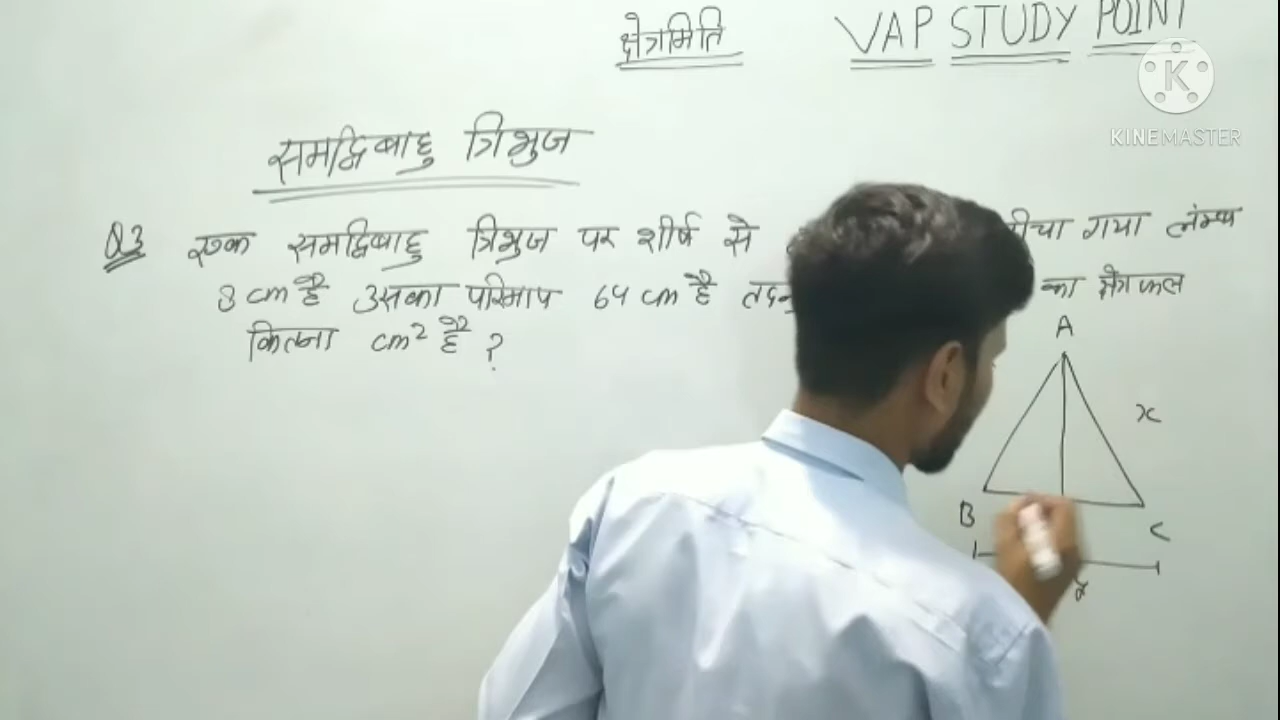 क्षेत्रमिति VAP STUDY POINT
KINEMASTER
समद्विबाहु त्रिभुज
Q3 एक समद्विबाहु त्रिभुज पर शीर्ष से गया लंम्ब
8 cm है उसका परिमाप 64 cm है का क्षेत्रफल
कितना cm² है ?
A
x
B C